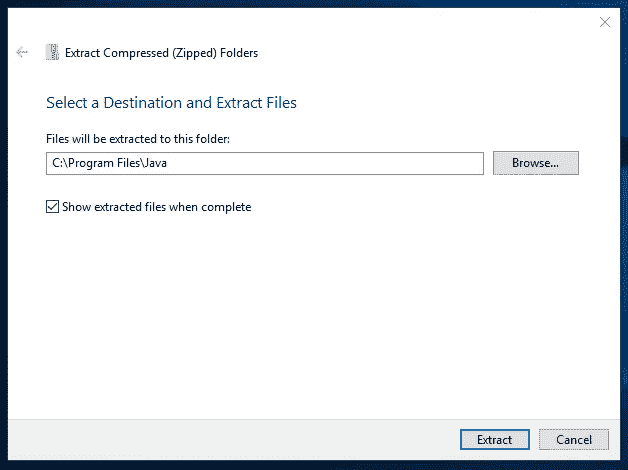 Extract Compressed (Zipped) Folders
Select a Destination and Extract Files
Files will be extracted to this folder:
C:\Program Files\Java
Browse...
Show extracted files when complete
Extract
Cancel